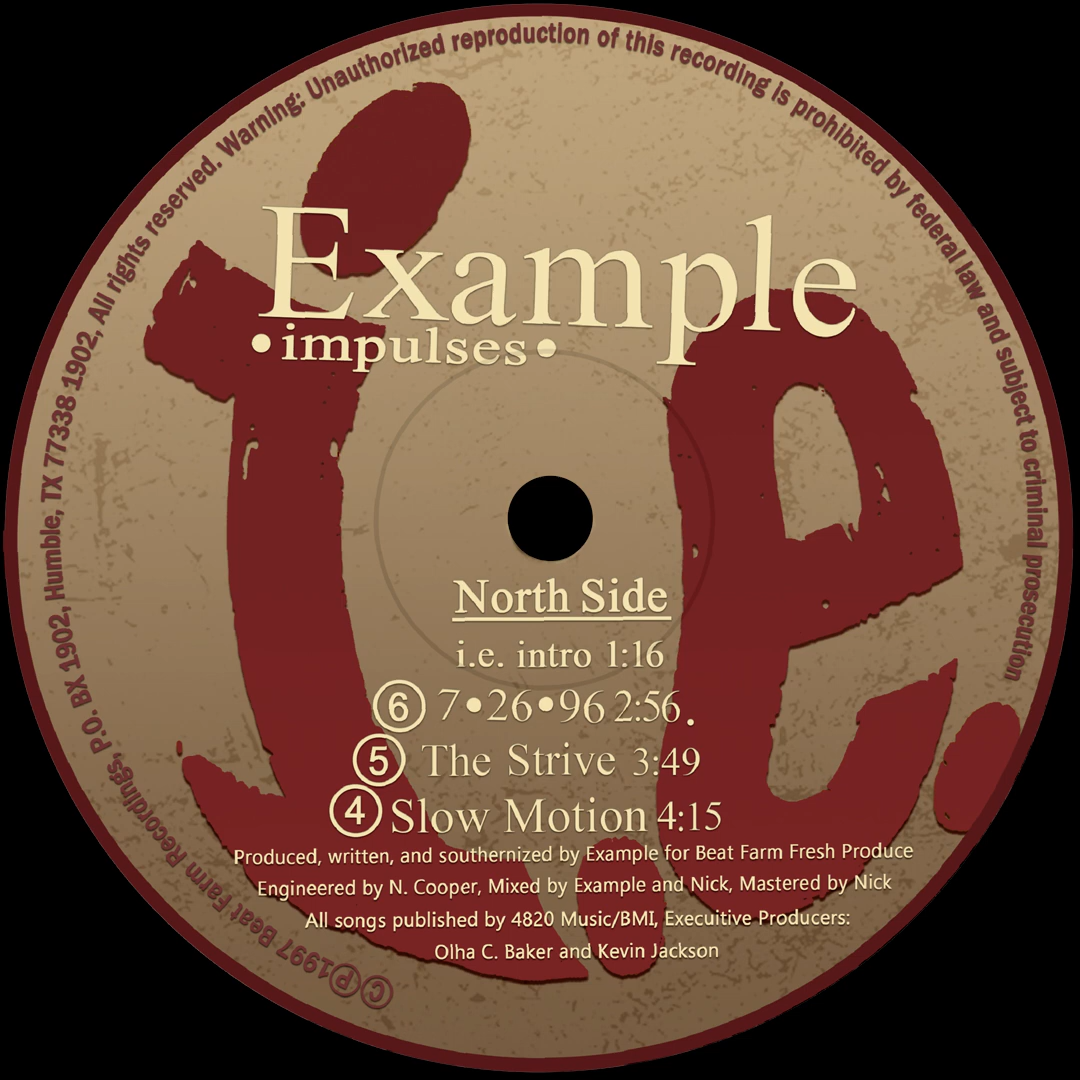 ©Ⓟ1997 Beat Farm Recordings, P.O. BX 1902, Humble, TX 77338 1902, All rights reserved. Warning: Unauthorized reproduction of this recording is prohibited by federal law and subject to criminal prosecution
i.e.
Example
•impulses•
North Side
i.e. intro 1:16
⑥ 7•26•96 2:56.
⑤ The Strive 3:49
④ Slow Motion 4:15
Produced, written, and southernized by Example for Beat Farm Fresh Produce
Engineered by N. Cooper, Mixed by Example and Nick, Mastered by Nick
All songs published by 4820 Music/BMI, Execuitive Producers:
Olha C. Baker and Kevin Jackson